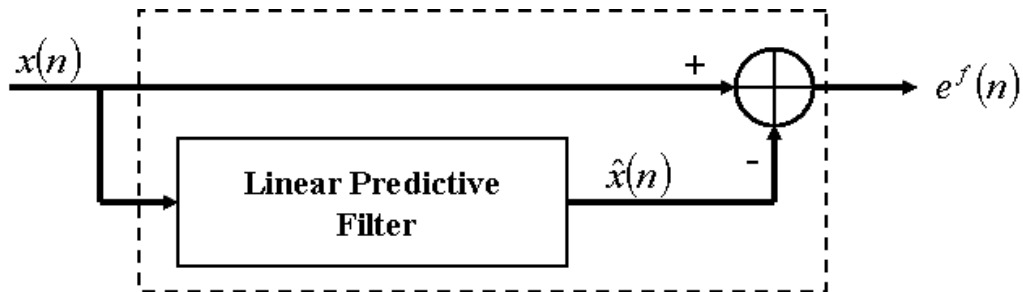 x(n)
+
e^f(n)
Linear Predictive
Filter
x̂(n)
-